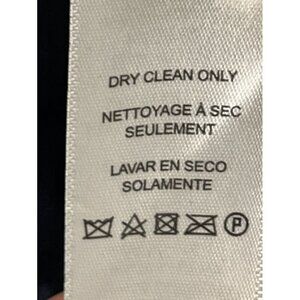 DRY CLEAN ONLY
NETTOYAGE À SEC
SEULEMENT
LAVAR EN SECO
SOLAMENTE
P